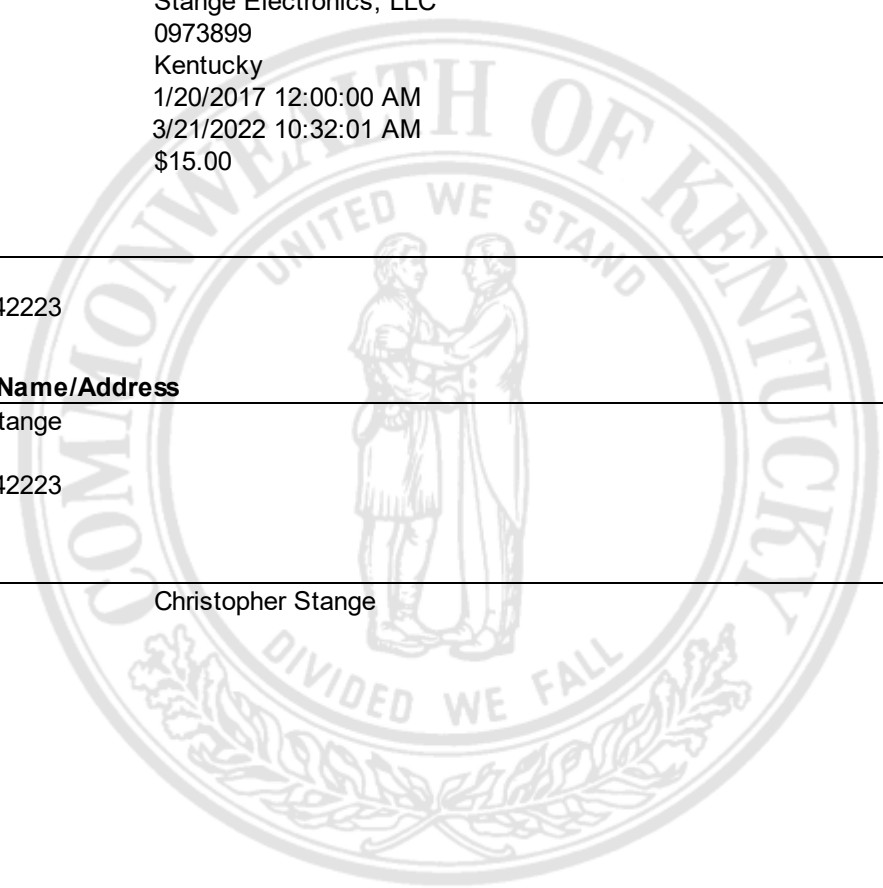 Stange Electronics, LLC
0973899
Kentucky
1/20/2017 12:00:00 AM
3/21/2022 10:32:01 AM
$15.00
42223
Name/Address
tange
42223
Christopher Stange
COMMONWEALTH OF KENTUCKY
UNITED WE STAND
DIVIDED WE FALL